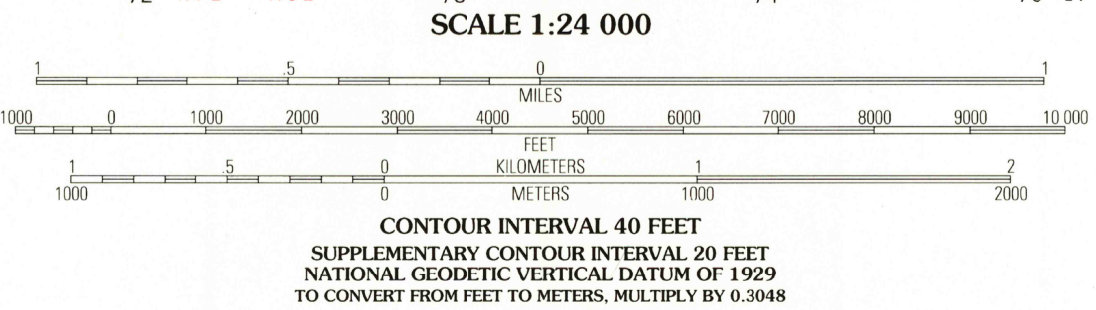 SCALE 1:24 000
1 .5 0 1
MILES
1000 0 1000 2000 3000 4000 5000 6000 7000 8000 9000 10 000
FEET
1 .5 0 KILOMETERS 1 2
1000 0 METERS 1000 2000
CONTOUR INTERVAL 40 FEET
SUPPLEMENTARY CONTOUR INTERVAL 20 FEET
NATIONAL GEODETIC VERTICAL DATUM OF 1929
TO CONVERT FROM FEET TO METERS, MULTIPLY BY 0.3048